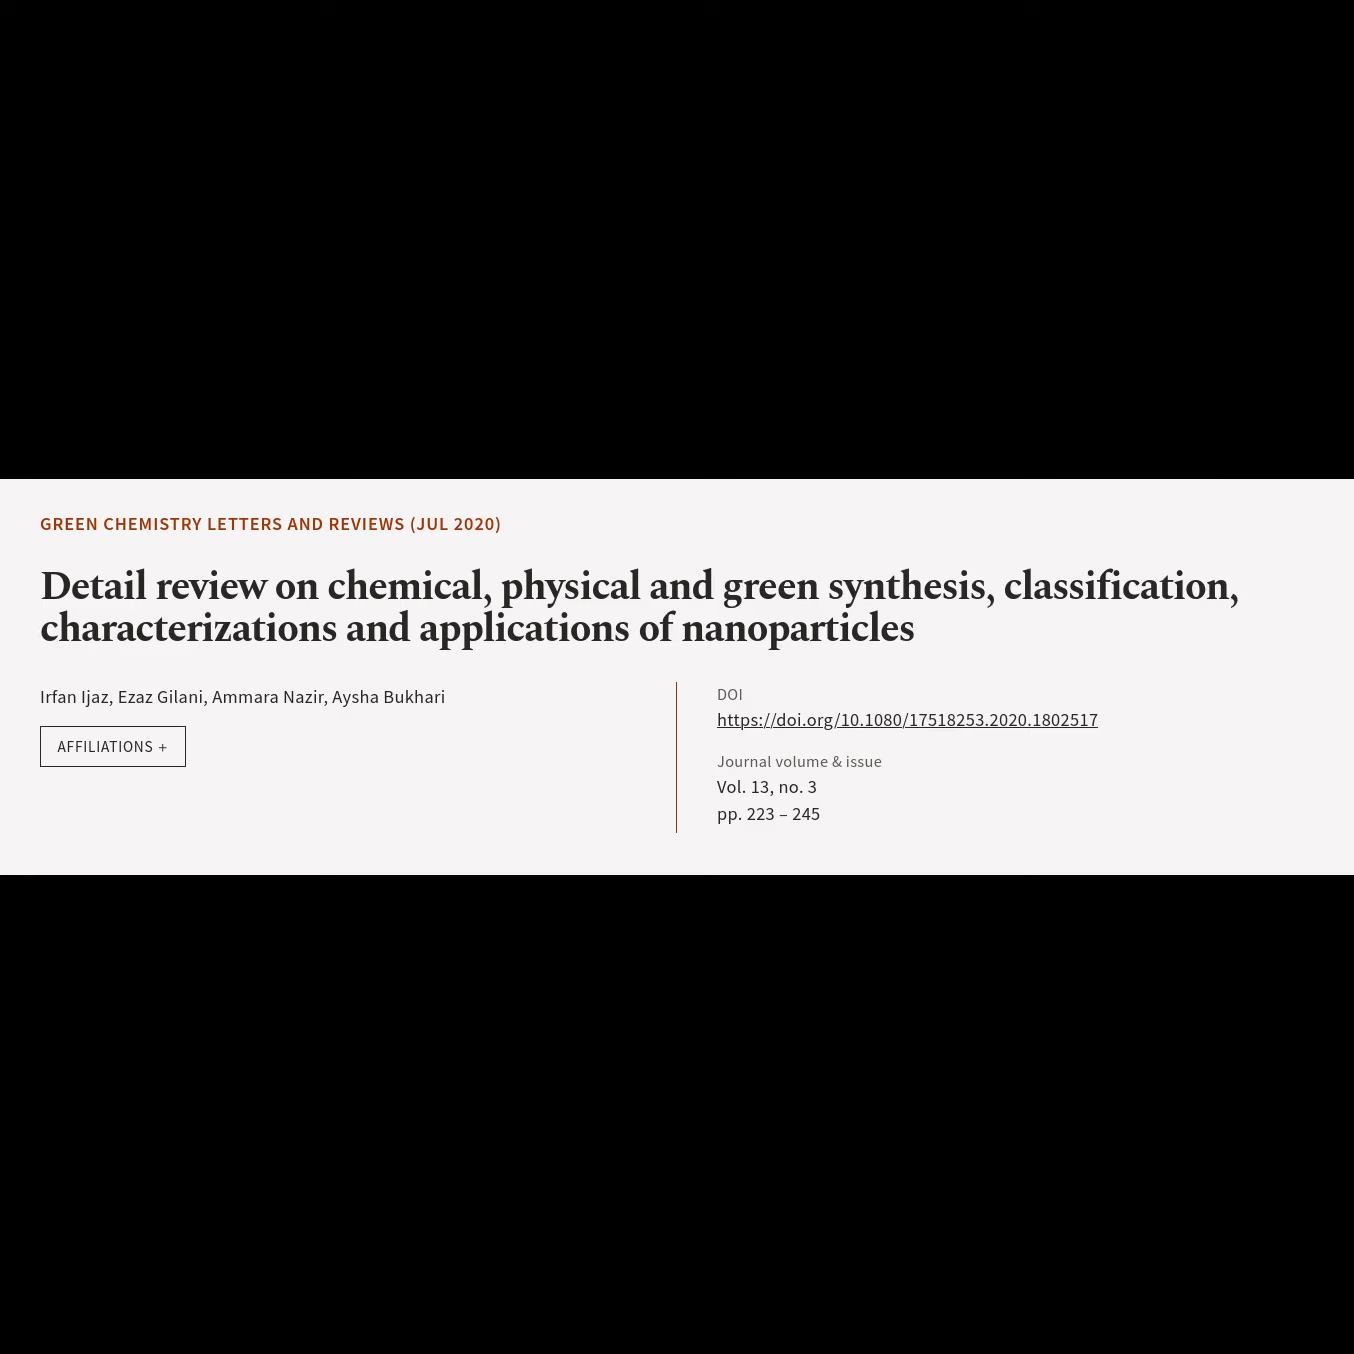 GREEN CHEMISTRY LETTERS AND REVIEWS (JUL 2020)
Detail review on chemical, physical and green synthesis, classification,
characterizations and applications of nanoparticles
Irfan Ijaz, Ezaz Gilani, Ammara Nazir, Aysha Bukhari
AFFILIATIONS +
DOI
https://doi.org/10.1080/17518253.2020.1802517
Journal volume & issue
Vol. 13, no. 3
pp. 223 – 245